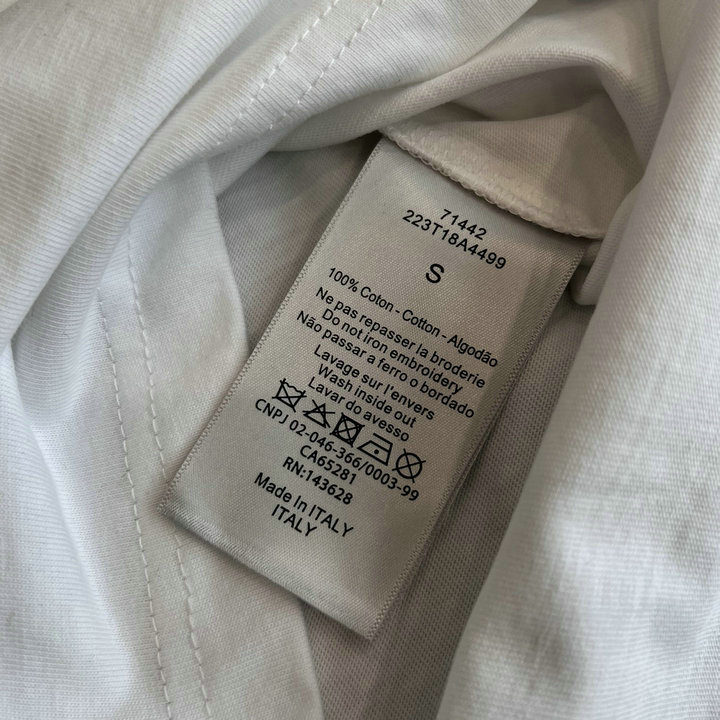 71442
223T18A4499
S
100% Coton - Cotton - Algodão
Ne pas repasser la broderie
Do not iron embroidery
Não passar a ferro o bordado
Lavage sur l'envers
Wash inside out
Lavar do avesso
CNPJ 02-046-366/0003-99
CA65281
RN:143628
Made In ITALY
ITALY